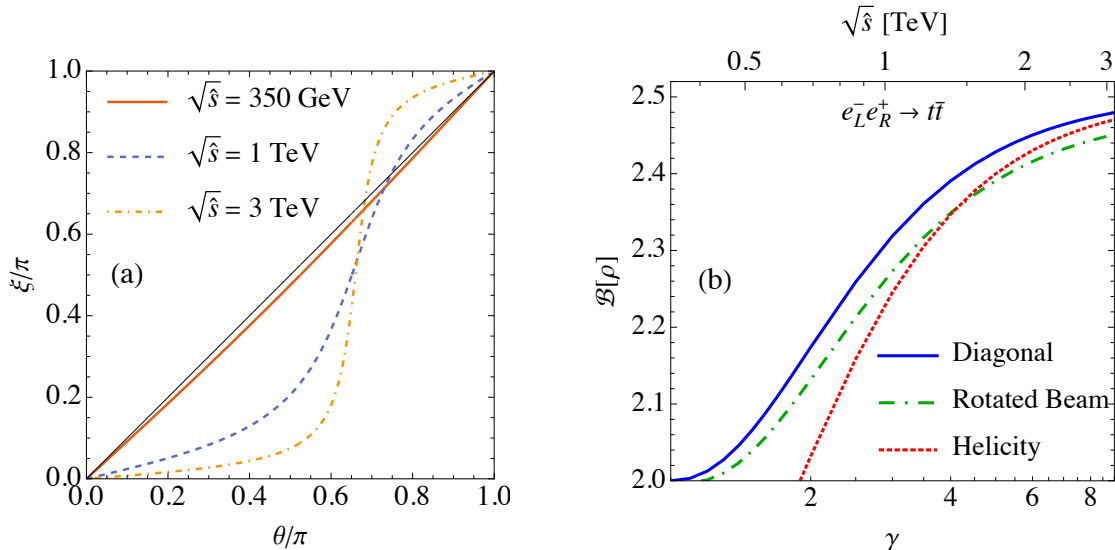 1.0
0.8
0.6
0.4
0.2
0.0
ξ/π
√ŝ = 350 GeV
√ŝ = 1 TeV
√ŝ = 3 TeV
(a)
0.0 0.2 0.4 0.6 0.8 1.0
θ/π
√ŝ [TeV]
0.5 1 2 3
2.5
2.4
2.3
2.2
2.1
2.0
ℬ[ρ]
e⁻_L e⁺_R → tt̄
(b)
Diagonal
Rotated Beam
Helicity
2 4 6 8
γ